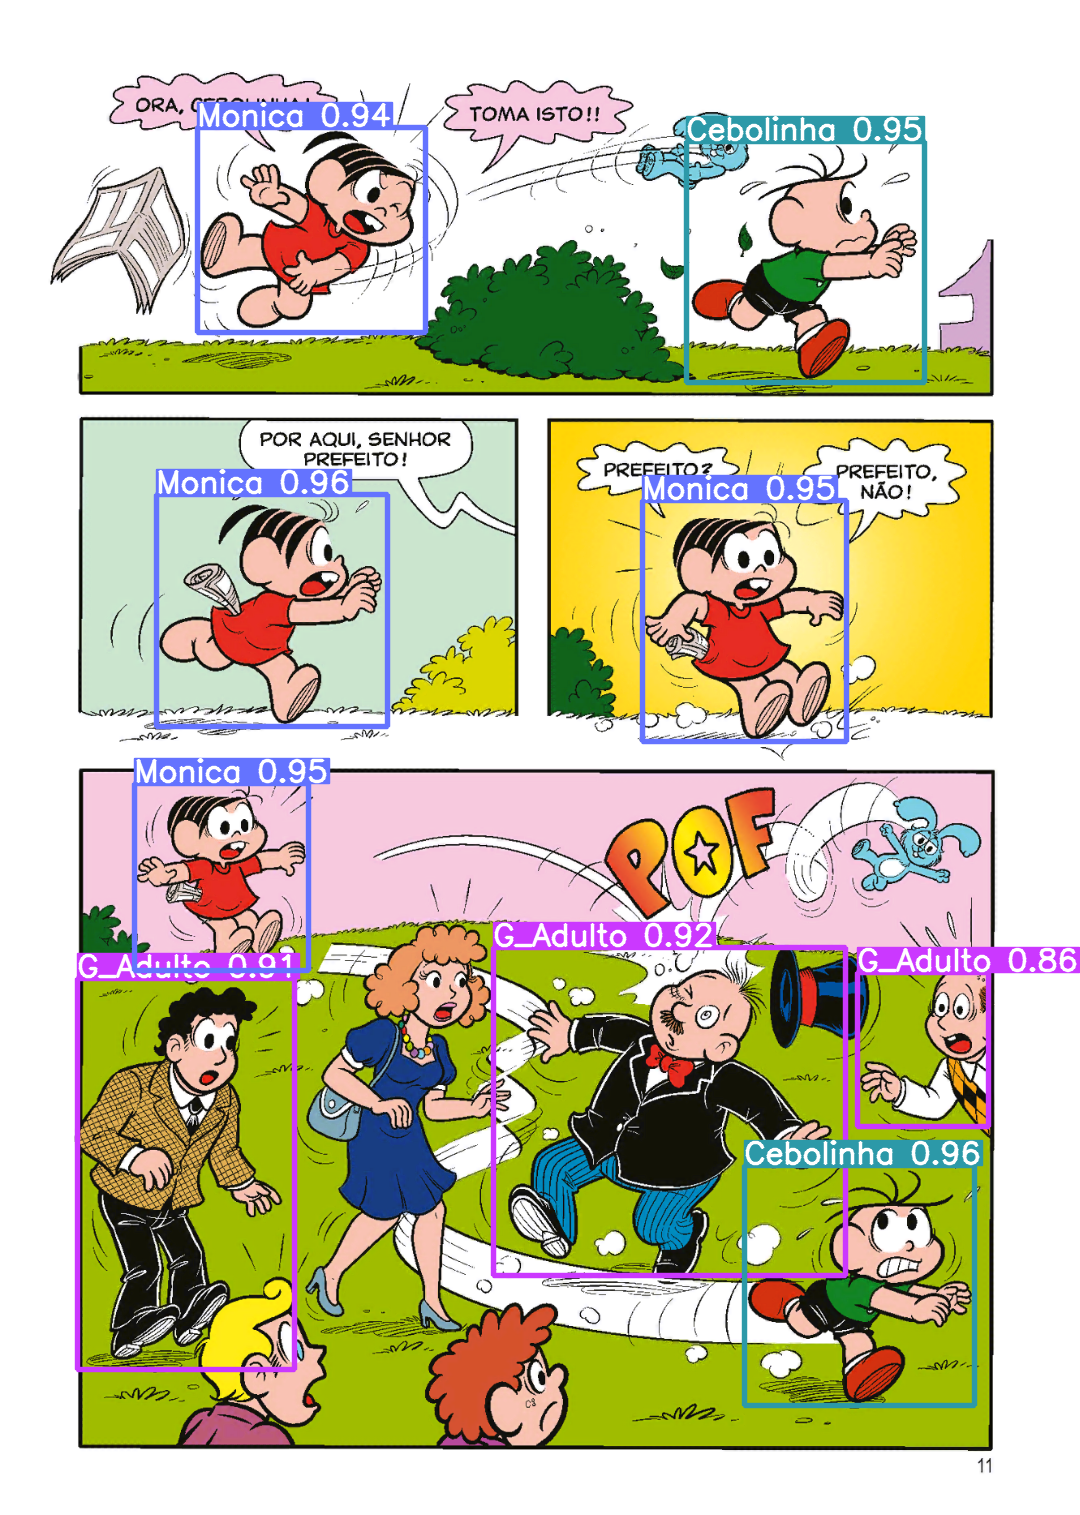 ORA,
Monica 0.94
TOMA ISTO!!
Cebolinha 0.95
POR AQUI, SENHOR
PREFEITO!
Monica 0.96
PREFEITO?
Monica 0.95
PREFEITO,
NÃO!
Monica 0.95
POF
G_Adulto 0.91
G_Adulto 0.92
G_Adulto 0.86
Cebolinha 0.96
11